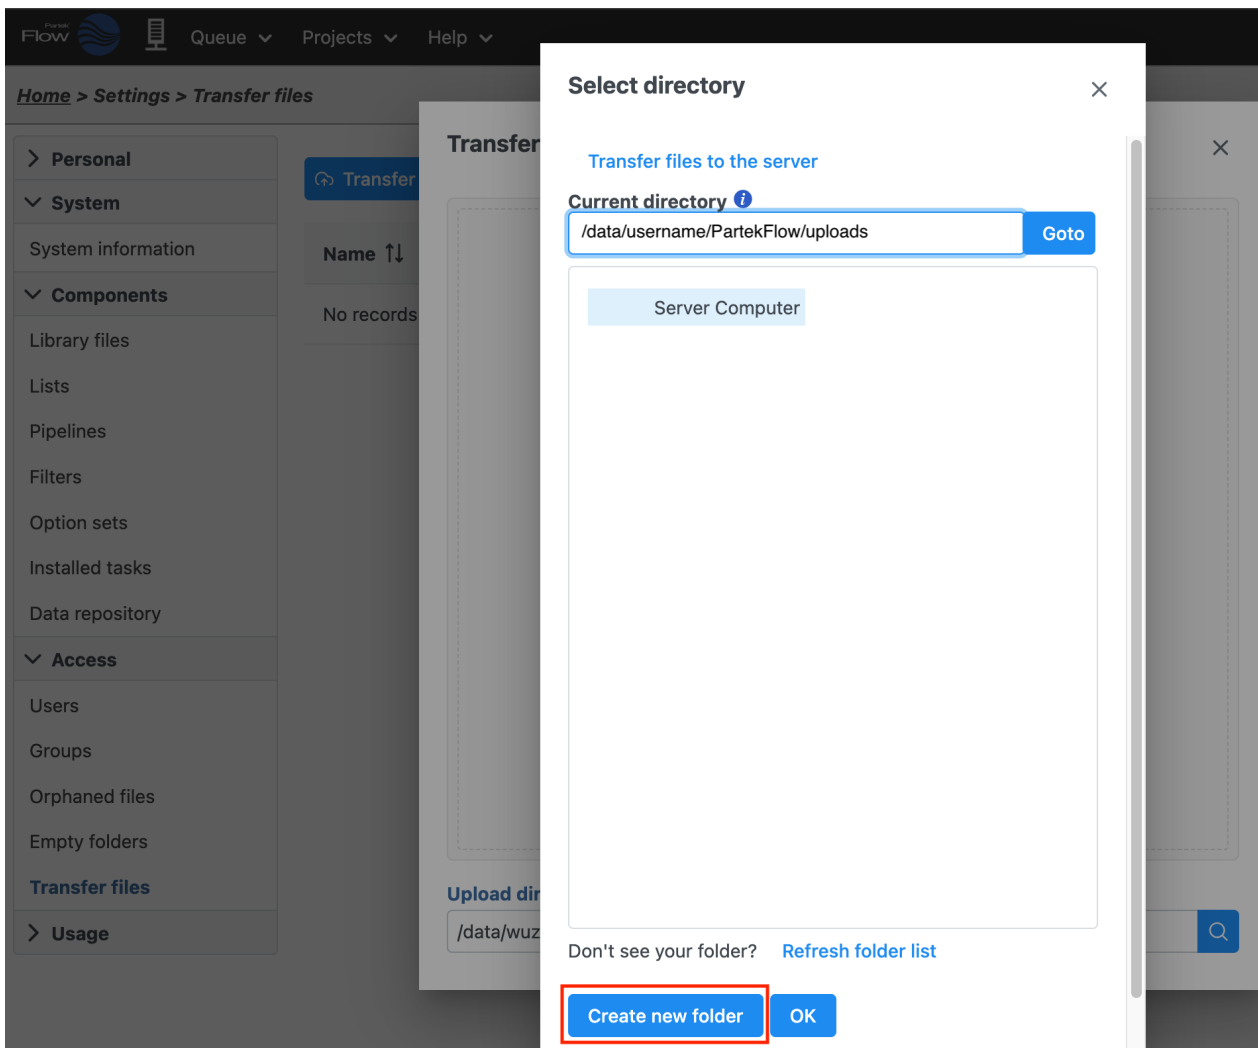 Partek
Flow
Queue
Projects
Help
Home > Settings > Transfer files
Personal
System
System information
Components
Library files
Lists
Pipelines
Filters
Option sets
Installed tasks
Data repository
Access
Users
Groups
Orphaned files
Empty folders
Transfer files
Usage
Transfer
Name
No records
Transfer
Upload dir
/data/wuz
Select directory
Transfer files to the server
Current directory i
/data/username/PartekFlow/uploads
Goto
Server Computer
Don't see your folder? Refresh folder list
Create new folder
OK